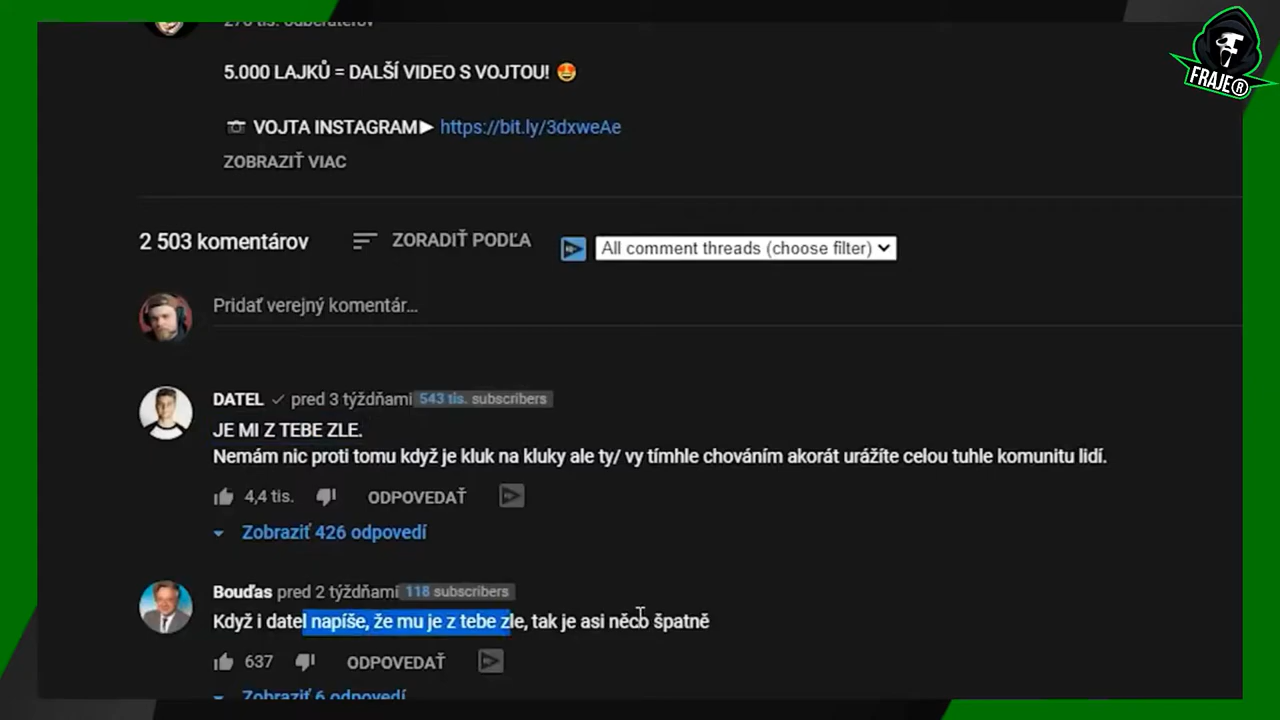 276 tis. odberateľov
5.000 LAJKŮ = DALŠÍ VIDEO S VOJTOU! 🤩
VOJTA INSTAGRAM► https://bit.ly/3dxweAe
ZOBRAZIŤ VIAC
2 503 komentárov ZORADIŤ PODĽA All comment threads (choose filter)
Pridať verejný komentár...
DATEL ✓ pred 3 týždňami 543 tis. subscribers
JE MI Z TEBE ZLE.
Nemám nic proti tomu když je kluk na kluky ale ty/ vy tímhle chováním akorát urážíte celou tuhle komunitu lidí.
4,4 tis. ODPOVEDAŤ
Zobraziť 426 odpovedí
Bouďas pred 2 týždňami 118 subscribers
Když i datel napíše, že mu je z tebe zle, tak je asi něco špatně
637 ODPOVEDAŤ
Zobraziť 6 odpovedí
FRAJE®